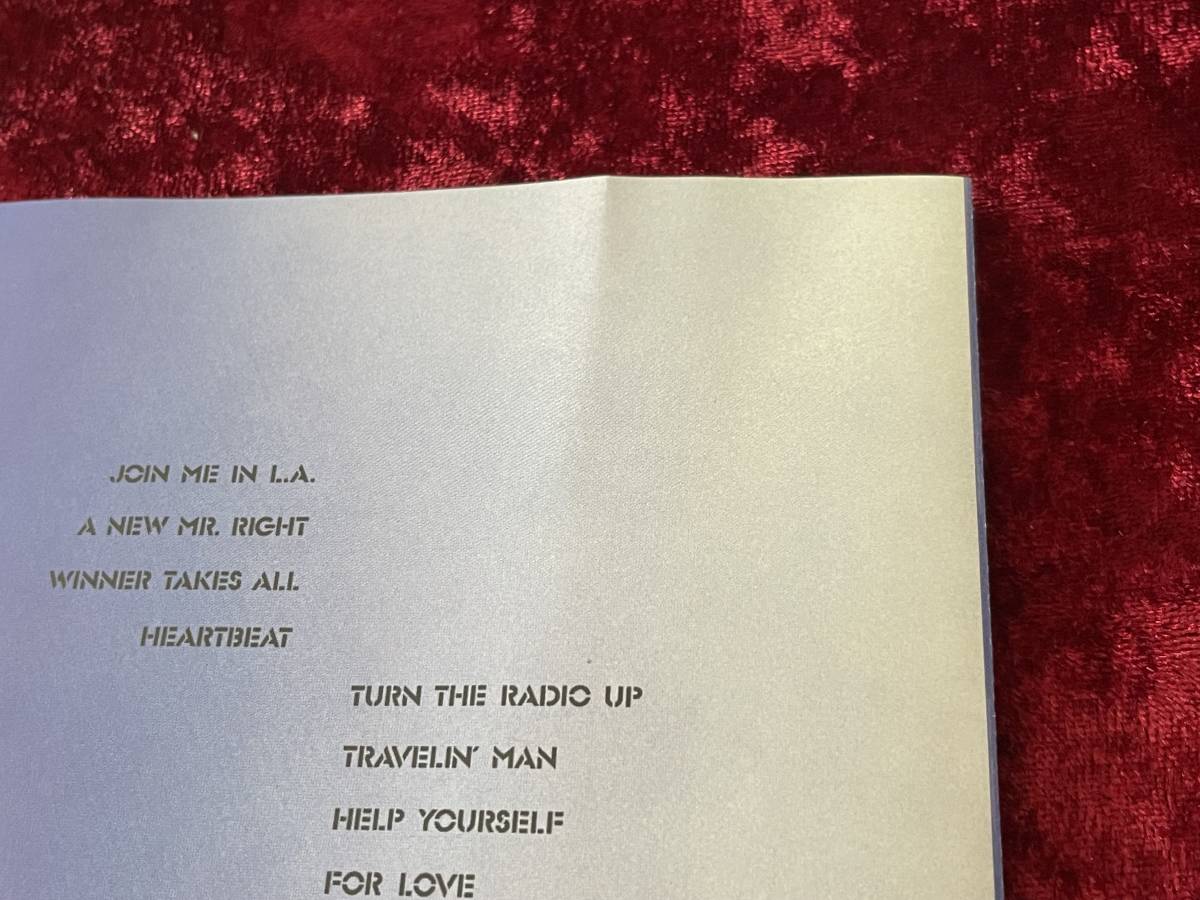 JOIN ME IN L.A.
A NEW MR. RIGHT
WINNER TAKES ALL
HEARTBEAT
TURN THE RADIO UP
TRAVELIN' MAN
HELP YOURSELF
FOR LOVE